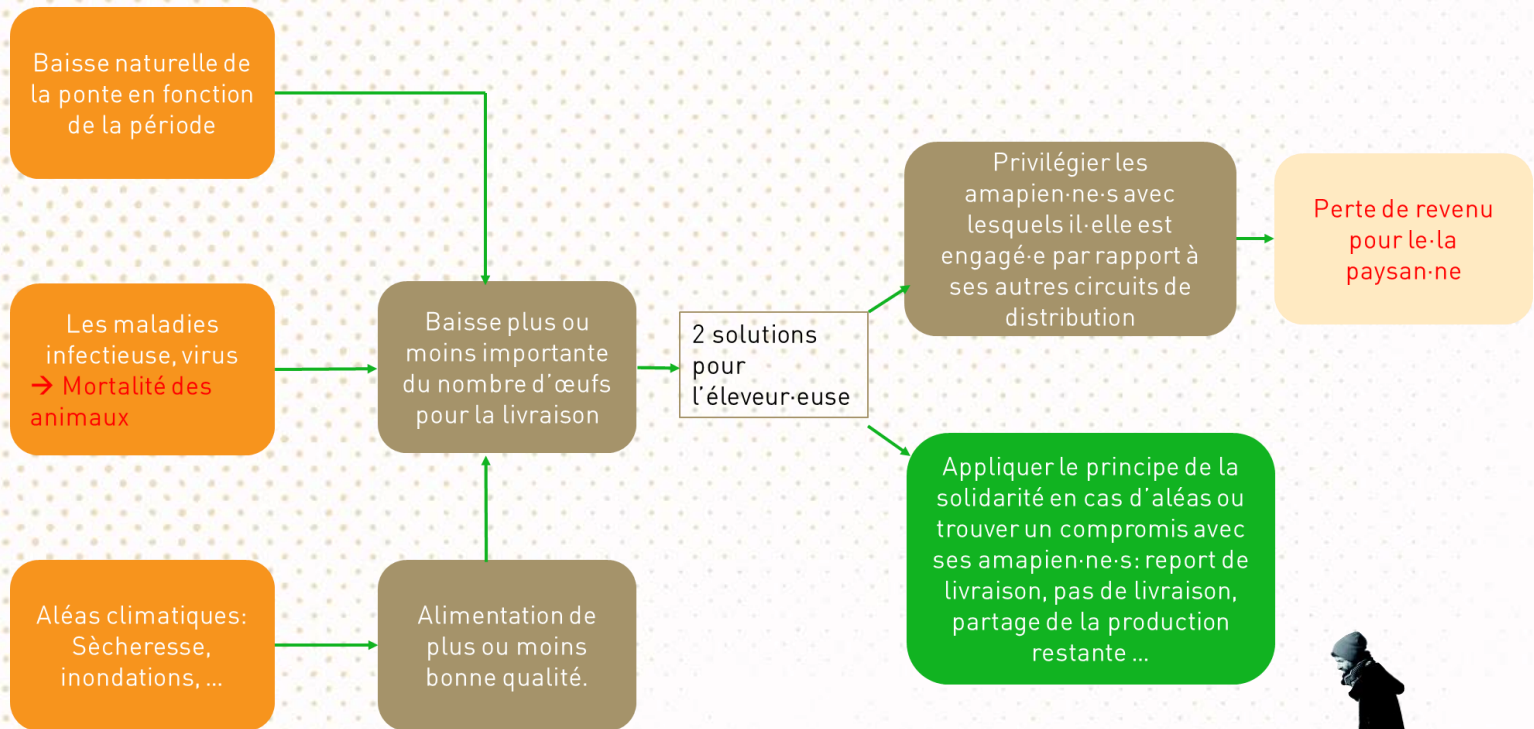 Baisse naturelle de
la ponte en fonction
de la période
Les maladies
infectieuse, virus
→ Mortalité des
animaux
Aléas climatiques:
Sècheresse,
inondations, ...
Baisse plus ou
moins importante
du nombre d'œufs
pour la livraison
Alimentation de
plus ou moins
bonne qualité.
2 solutions
pour
l'éleveur·euse
Privilégier les
amapien·ne·s avec
lesquels il·elle est
engagé·e par rapport à
ses autres circuits de
distribution
Perte de revenu
pour le·la
paysan·ne
Appliquer le principe de la
solidarité en cas d'aléas ou
trouver un compromis avec
ses amapien·ne·s: report de
livraison, pas de livraison,
partage de la production
restante ...